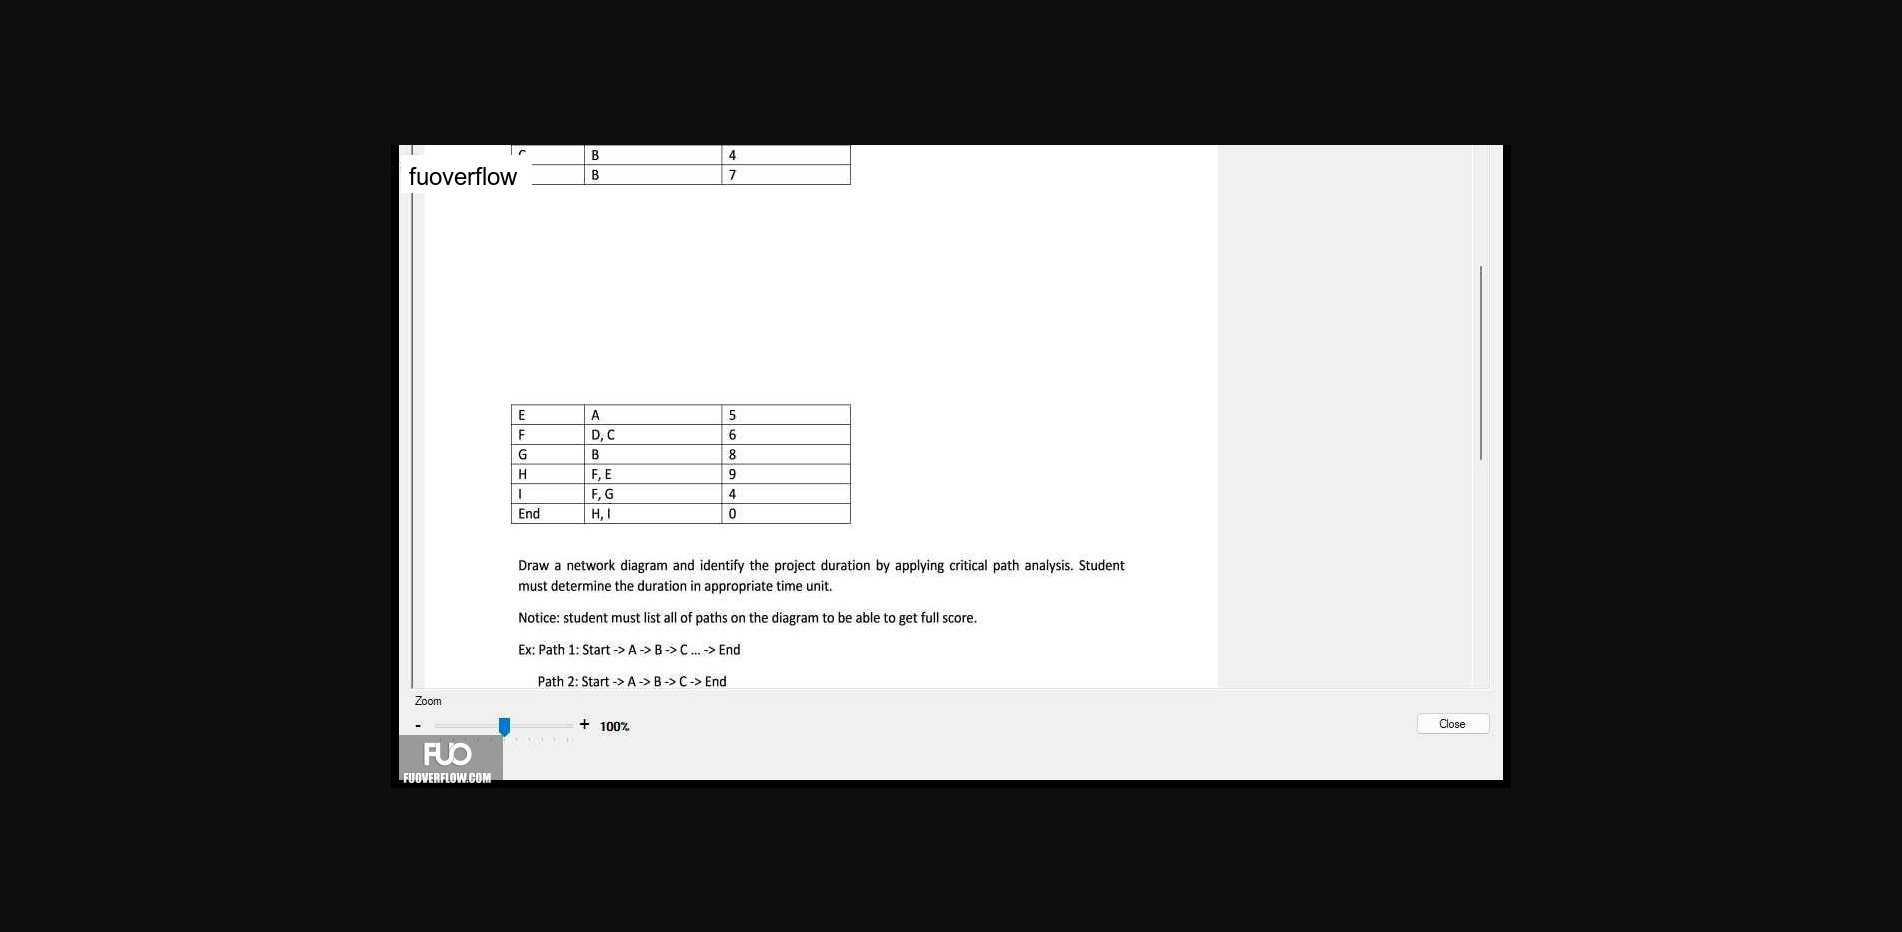 B 4
fuoverflow
B 7
E A 5
F D, C 6
G B 8
H F, E 9
I F, G 4
End H, I 0
Draw a network diagram and identify the project duration by applying critical path analysis. Student
must determine the duration in appropriate time unit.
Notice: student must list all of paths on the diagram to be able to get full score.
Ex: Path 1: Start -> A -> B -> C ... -> End
Path 2: Start -> A -> B -> C -> End
Zoom
- + 100%
Close
FUO
FUOVERFLOW.COM